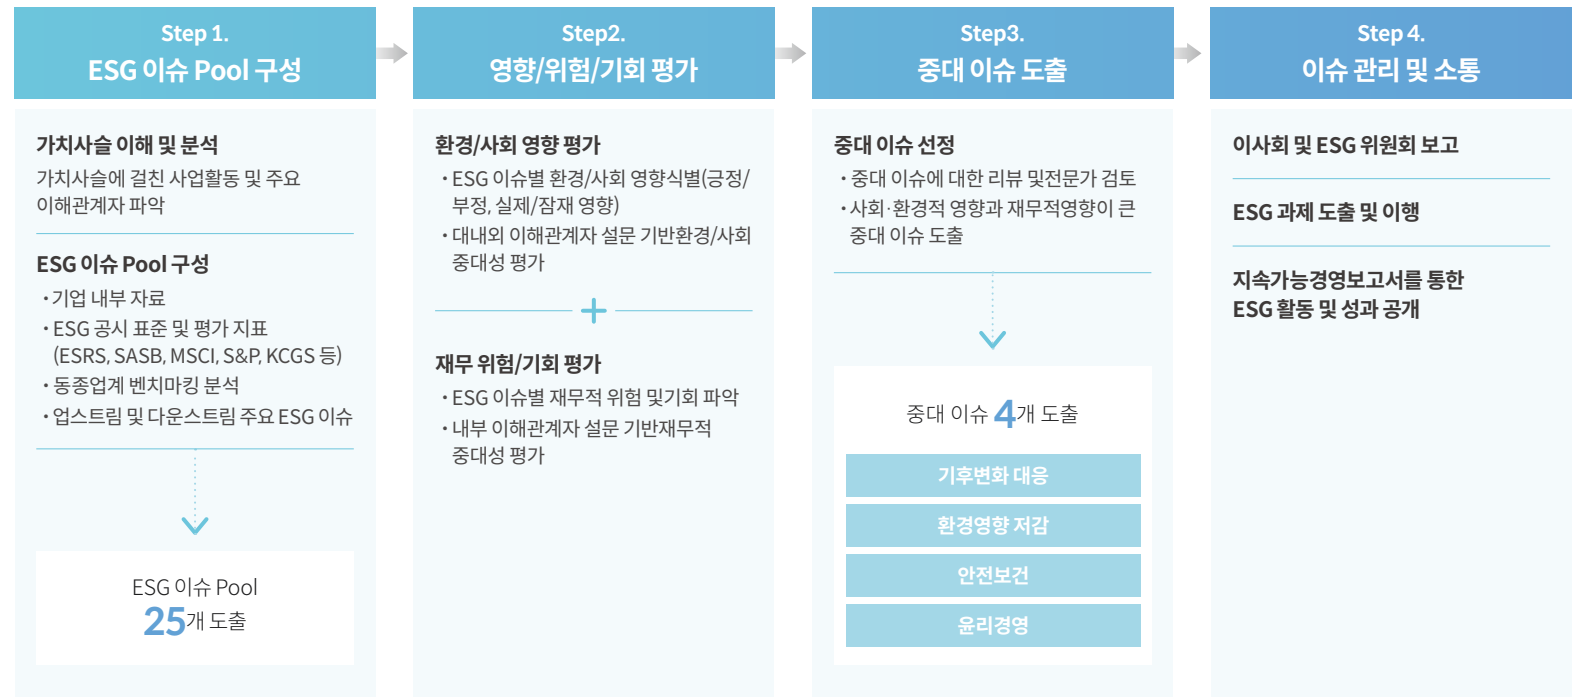 Step 1.
ESG 이슈 Pool 구성
가치사슬 이해 및 분석
가치사슬에 걸친 사업활동 및 주요
이해관계자 파악
ESG 이슈 Pool 구성
·기업 내부 자료
·ESG 공시 표준 및 평가 지표
(ESRS, SASB, MSCI, S&P, KCGS 등)
·동종업계 벤치마킹 분석
·업스트림 및 다운스트림 주요 ESG 이슈
ESG 이슈 Pool
25개 도출
Step2.
영향/위험/기회 평가
환경/사회 영향 평가
·ESG 이슈별 환경/사회 영향식별(긍정/
부정, 실제/잠재 영향)
·대내외 이해관계자 설문 기반환경/사회
중대성 평가
+
재무 위험/기회 평가
·ESG 이슈별 재무적 위험 및기회 파악
·내부 이해관계자 설문 기반재무적
중대성 평가
Step3.
중대 이슈 도출
중대 이슈 선정
·중대 이슈에 대한 리뷰 및전문가 검토
·사회·환경적 영향과 재무적영향이 큰
중대 이슈 도출
중대 이슈 4개 도출
기후변화 대응
환경영향 저감
안전보건
윤리경영
Step 4.
이슈 관리 및 소통
이사회 및 ESG 위원회 보고
ESG 과제 도출 및 이행
지속가능경영보고서를 통한
ESG 활동 및 성과 공개